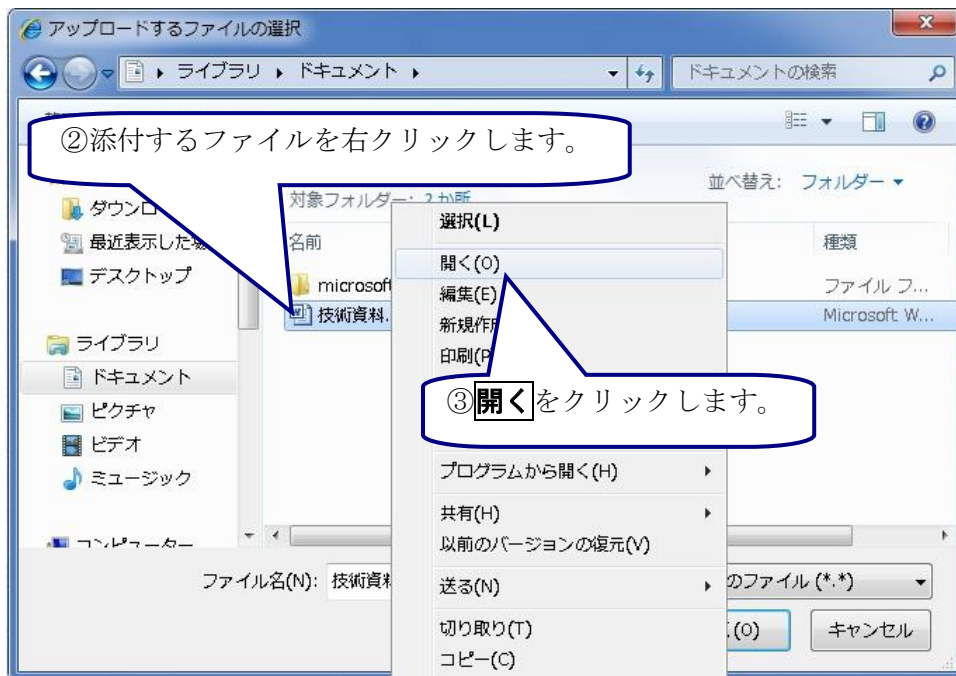 アップロードするファイルの選択
ライブラリ ▸ ドキュメント ▸
ドキュメントの検索
②添付するファイルを右クリックします。
対象フォルダー: 2 か所
並べ替え: フォルダー
ダウンロ
最近表示した場
デスクトップ
ライブラリ
ドキュメント
ピクチャ
ビデオ
ミュージック
コンピューター
名前
種類
microsoft
ファイル フ...
技術資料.
Microsoft W...
選択(L)
開く(O)
編集(E)
新規作
印刷(P
③開くをクリックします。
プログラムから開く(H)
共有(H)
以前のバージョンの復元(V)
送る(N)
切り取り(T)
コピー(C)
ファイル名(N): 技術資料
のファイル (*.*)
(O)
キャンセル